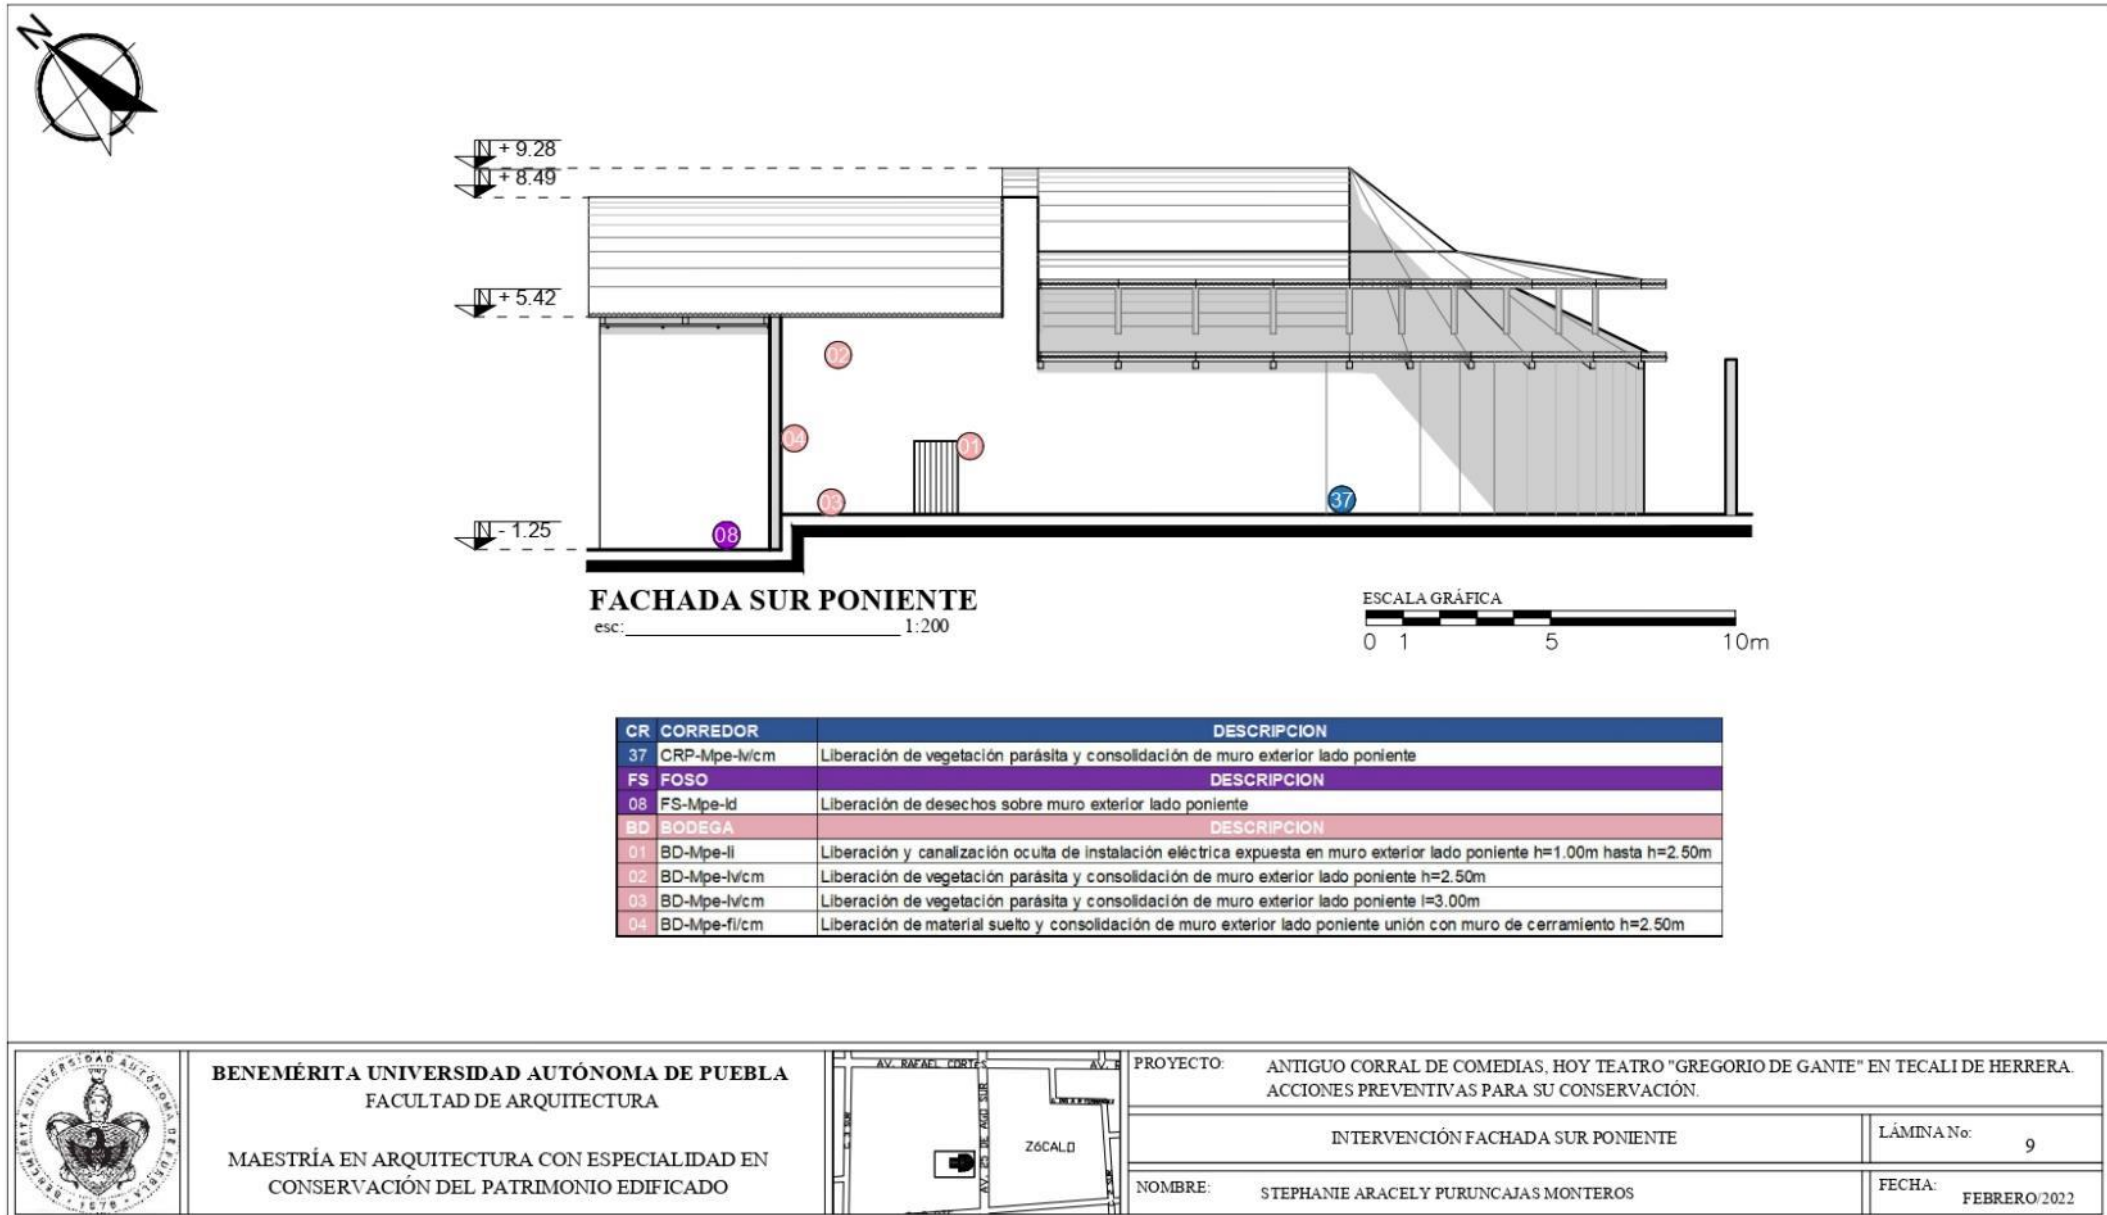 N
N + 9.28
N + 8.49
N + 5.42
N - 1.25
02
04
01
03
08
37
FACHADA SUR PONIENTE
esc: 1:200
ESCALA GRÁFICA
0 1 5 10m
CR CORREDOR DESCRIPCION
37 CRP-Mpe-lv/cm Liberación de vegetación parásita y consolidación de muro exterior lado poniente
FS FOSO DESCRIPCION
08 FS-Mpe-ld Liberación de desechos sobre muro exterior lado poniente
BD BODEGA DESCRIPCION
01 BD-Mpe-li Liberación y canalización oculta de instalación eléctrica expuesta en muro exterior lado poniente h=1.00m hasta h=2.50m
02 BD-Mpe-lv/cm Liberación de vegetación parásita y consolidación de muro exterior lado poniente h=2.50m
03 BD-Mpe-lv/cm Liberación de vegetación parásita y consolidación de muro exterior lado poniente l=3.00m
04 BD-Mpe-fi/cm Liberación de material suelto y consolidación de muro exterior lado poniente unión con muro de cerramiento h=2.50m
BENEMÉRITA UNIVERSIDAD AUTÓNOMA DE PUEBLA
FACULTAD DE ARQUITECTURA
MAESTRÍA EN ARQUITECTURA CON ESPECIALIDAD EN
CONSERVACIÓN DEL PATRIMONIO EDIFICADO
AV. RAFAEL CORTES
AV. 25 DE AGO SUR
ZÓCALO
PROYECTO: ANTIGUO CORRAL DE COMEDIAS, HOY TEATRO "GREGORIO DE GANTE" EN TECALI DE HERRERA.
ACCIONES PREVENTIVAS PARA SU CONSERVACIÓN.
INTERVENCIÓN FACHADA SUR PONIENTE
LÁMINA No: 9
NOMBRE: STEPHANIE ARACELY PURUNCAJAS MONTEROS
FECHA: FEBRERO/2022